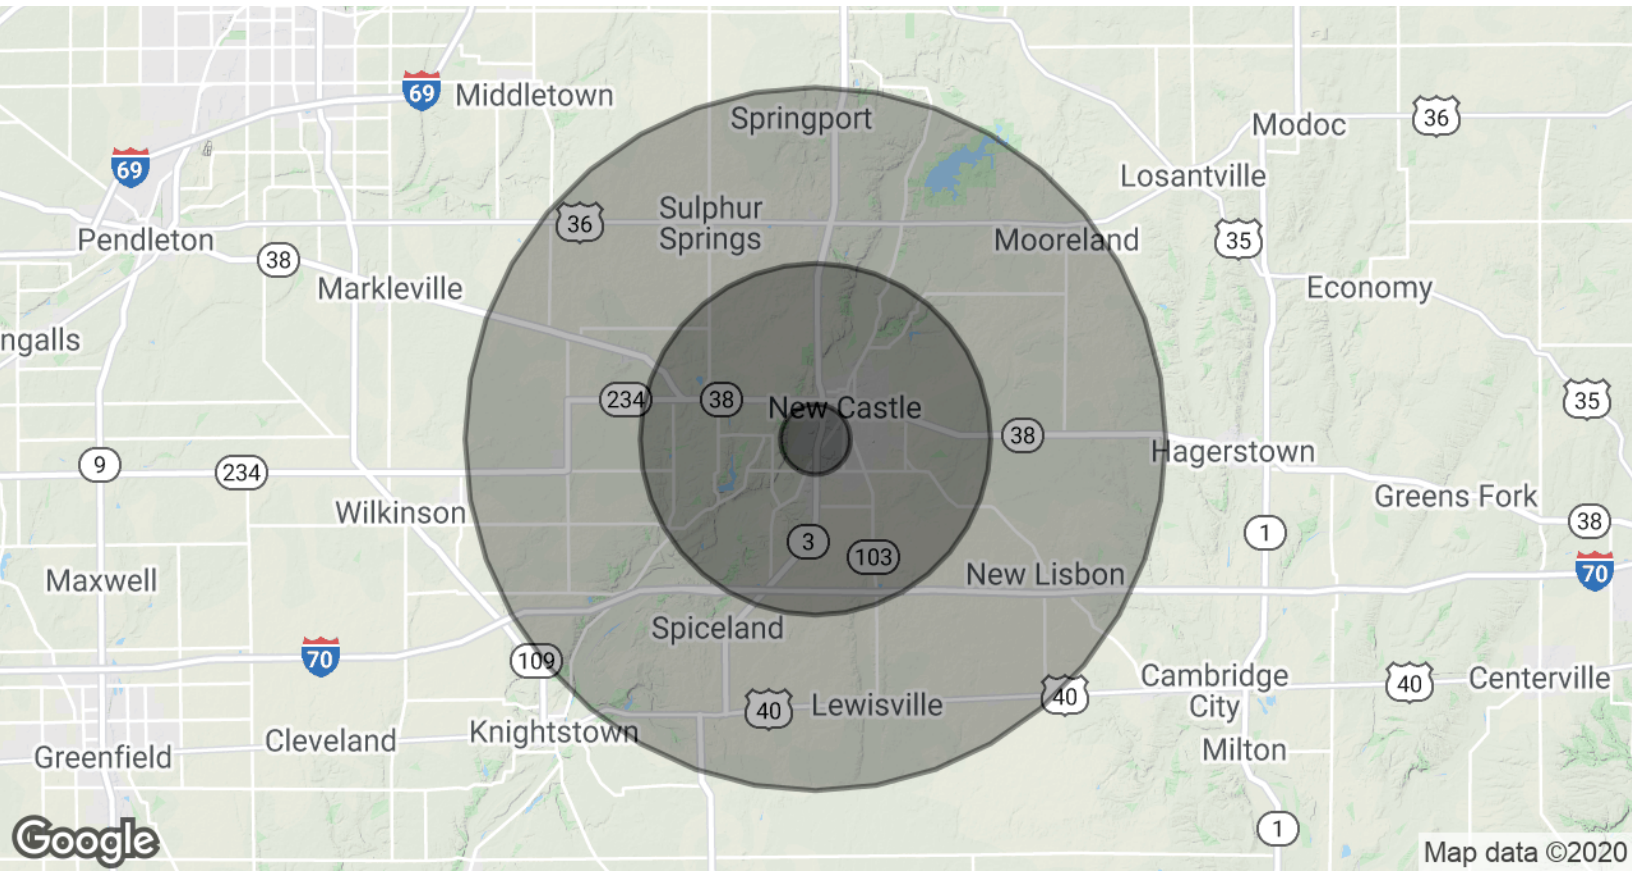 69
Middletown
Springport
36
Modoc
69
Losantville
Sulphur
Springs
36
Pendleton
38
Mooreland
35
Markleville
Economy
ngalls
234
38
New Castle
35
38
9
234
Hagerstown
Greens Fork
Wilkinson
38
1
3
103
Maxwell
New Lisbon
70
Spiceland
70
109
Cambridge
City
40
Centerville
40
40
Lewisville
Knightstown
Cleveland
Greenfield
Milton
1
Google
Map data ©2020